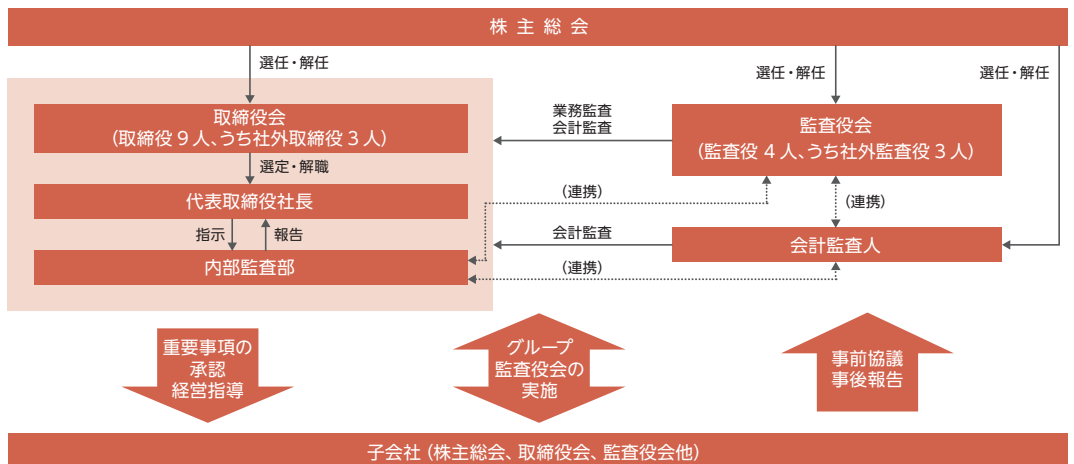 株主総会
選任・解任
選任・解任
選任・解任
取締役会
（取締役９人、うち社外取締役３人）
選定・解職
代表取締役社長
指示
報告
内部監査部
業務監査
会計監査
監査役会
（監査役４人、うち社外監査役３人）
（連携）
（連携）
会計監査
会計監査人
（連携）
重要事項の
承認
経営指導
グループ
監査役会の
実施
事前協議
事後報告
子会社（株主総会、取締役会、監査役会他）